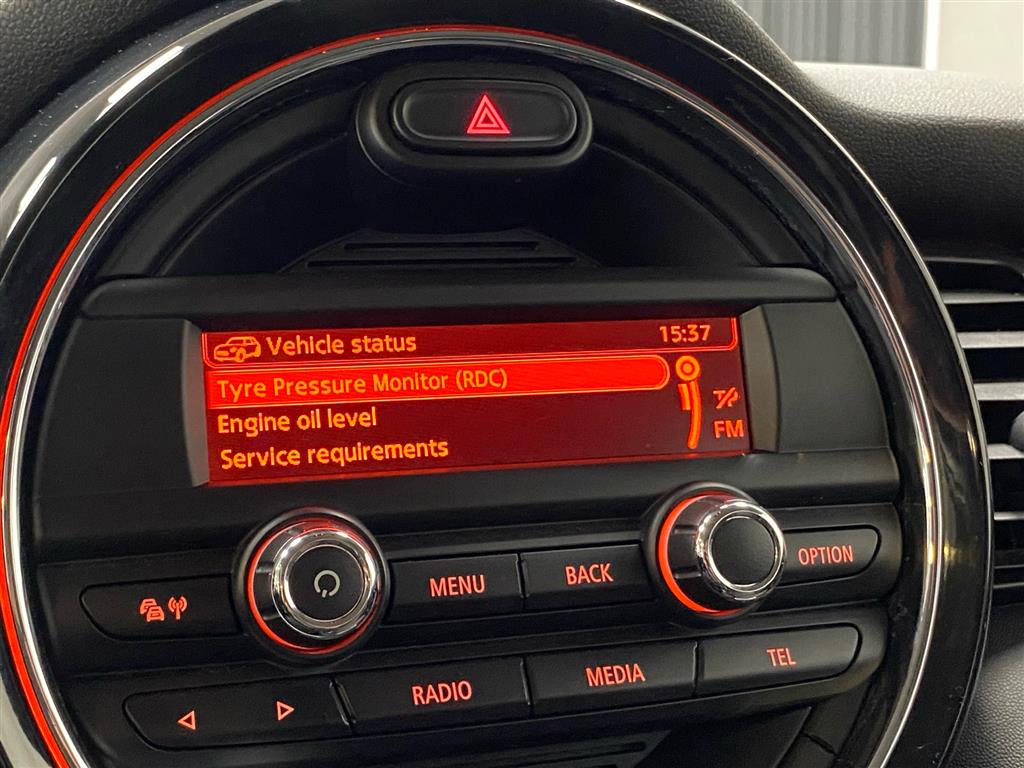 Vehicle status 15:37
Tyre Pressure Monitor (RDC)
Engine oil level
TP
FM
Service requirements
MENU
BACK
OPTION
RADIO
MEDIA
TEL